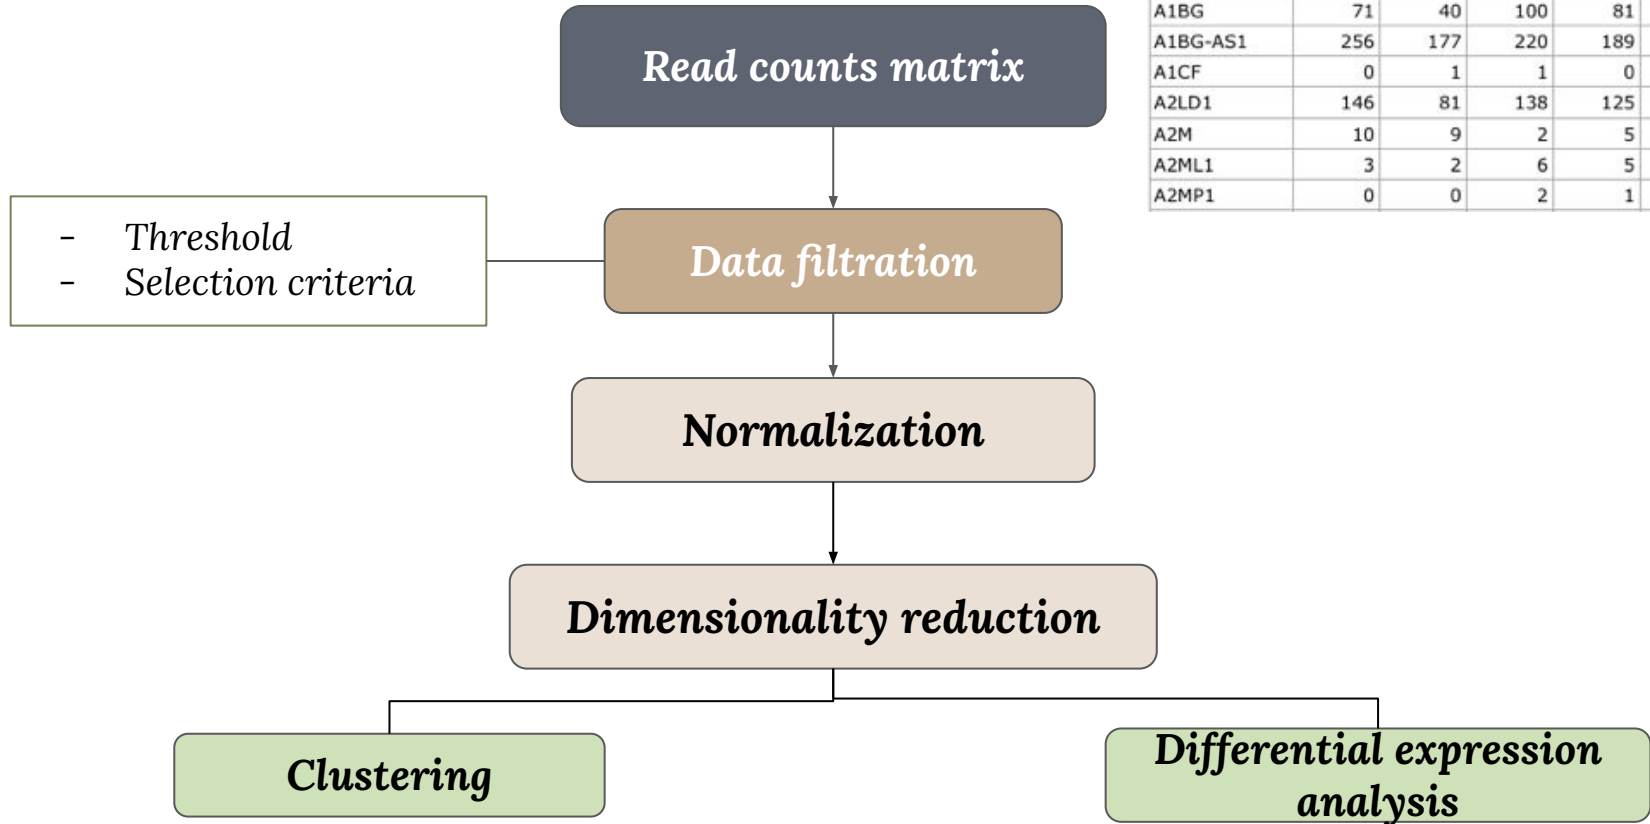 Read counts matrix
A1BG 71 40 100 81
A1BG-AS1 256 177 220 189
A1CF 0 1 1 0
A2LD1 146 81 138 125
A2M 10 9 2 5
A2ML1 3 2 6 5
A2MP1 0 0 2 1
- Threshold
- Selection criteria
Data filtration
Normalization
Dimensionality reduction
Clustering
Differential expression
analysis